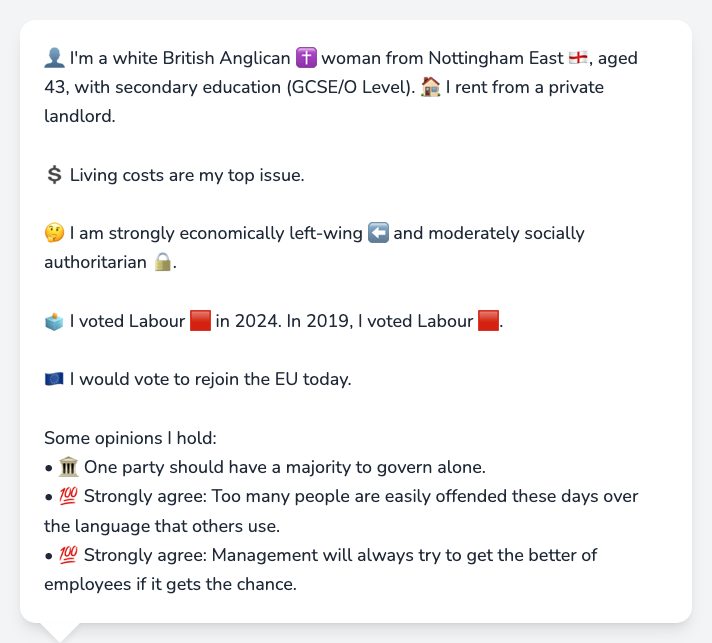 👤 I'm a white British Anglican ✝️ woman from Nottingham East 🏴󠁧󠁢󠁥󠁮󠁧󠁿, aged
43, with secondary education (GCSE/O Level). 🏠 I rent from a private
landlord.
💲 Living costs are my top issue.
🤔 I am strongly economically left-wing ⬅️ and moderately socially
authoritarian 🔒.
🗳️ I voted Labour 🟥 in 2024. In 2019, I voted Labour 🟥.
🇪🇺 I would vote to rejoin the EU today.
Some opinions I hold:
• 🏛️ One party should have a majority to govern alone.
• 💯 Strongly agree: Too many people are easily offended these days over
the language that others use.
• 💯 Strongly agree: Management will always try to get the better of
employees if it gets the chance.